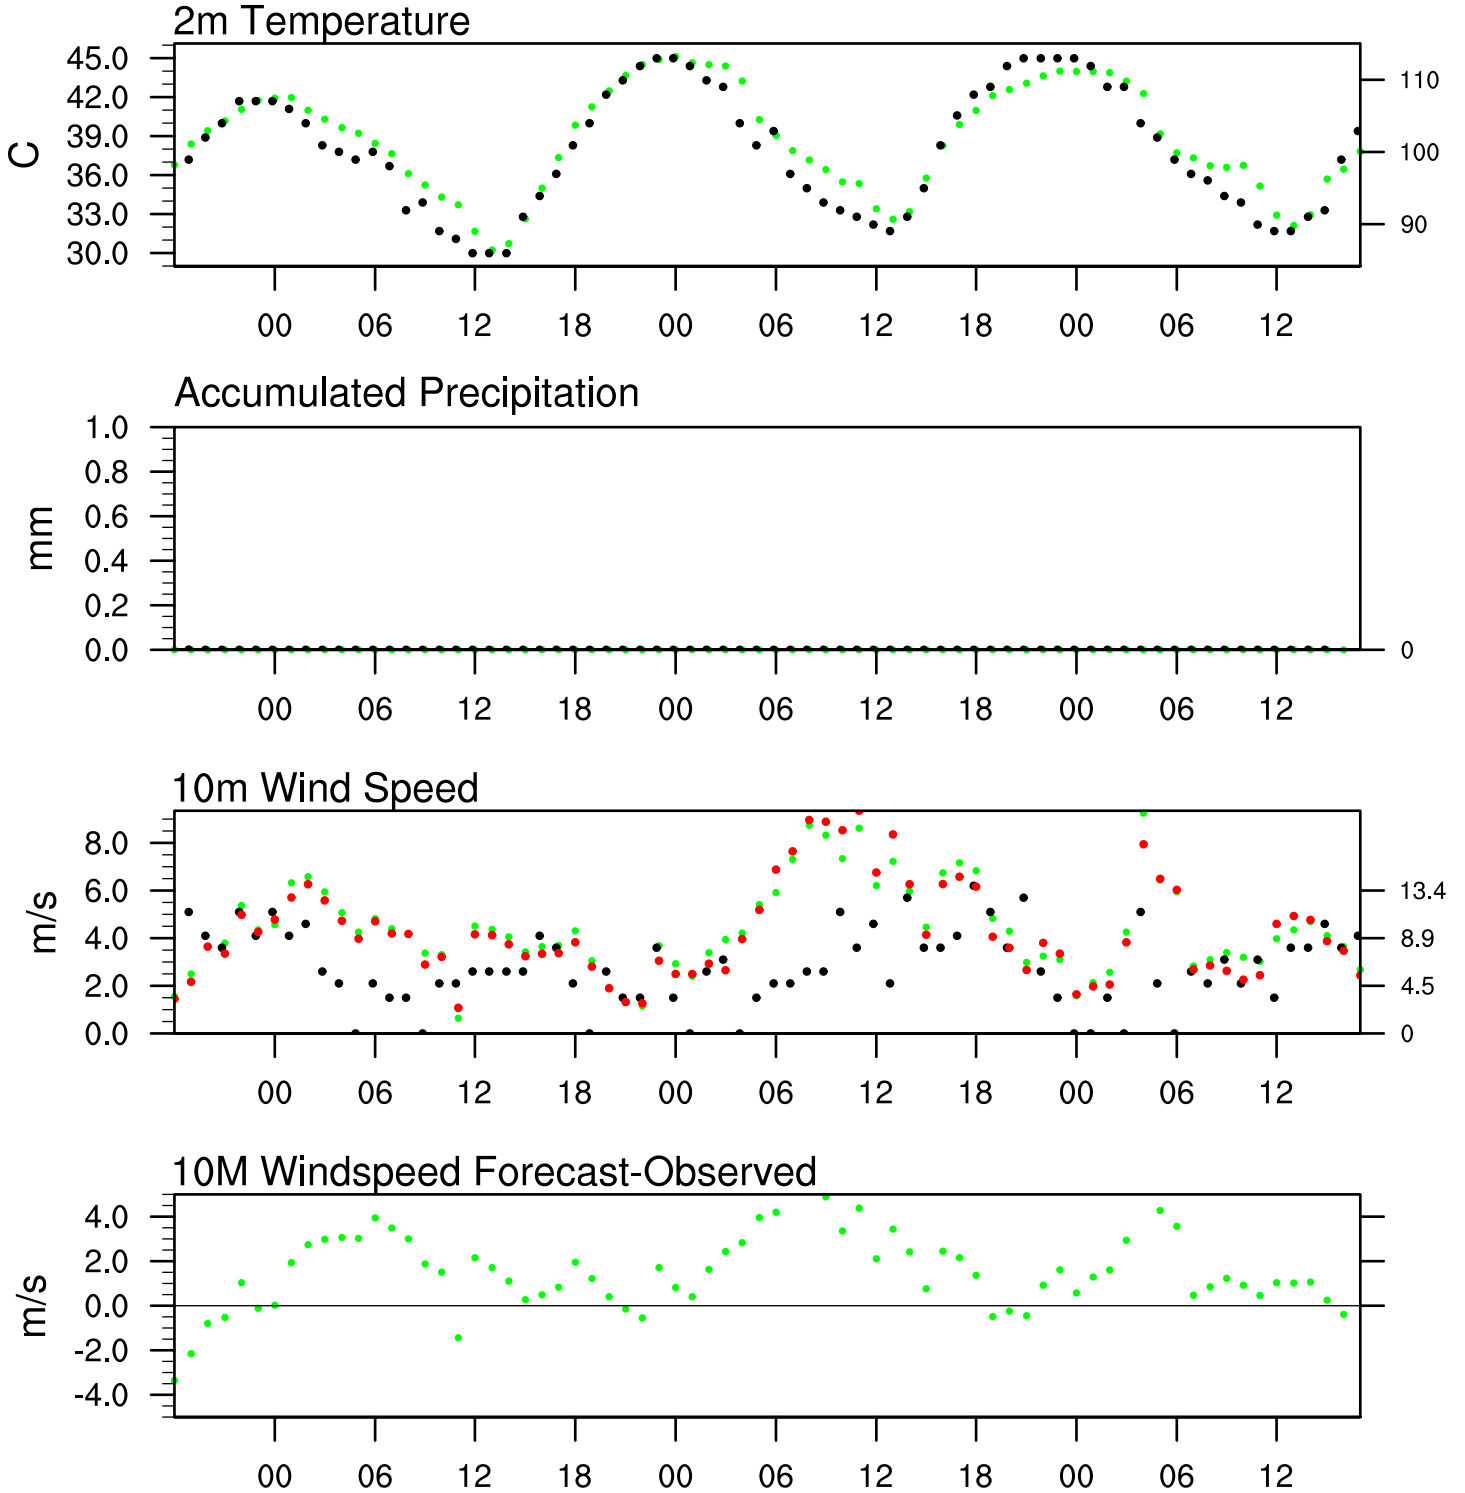 2m Temperature
45.0
42.0
39.0
36.0
33.0
30.0
C
110
100
90
00 06 12 18 00 06 12 18 00 06 12
Accumulated Precipitation
1.0
0.8
0.6
0.4
0.2
0.0
mm
0
00 06 12 18 00 06 12 18 00 06 12
10m Wind Speed
8.0
6.0
4.0
2.0
0.0
m/s
13.4
8.9
4.5
0
00 06 12 18 00 06 12 18 00 06 12
10M Windspeed Forecast-Observed
4.0
2.0
0.0
-2.0
-4.0
m/s
00 06 12 18 00 06 12 18 00 06 12